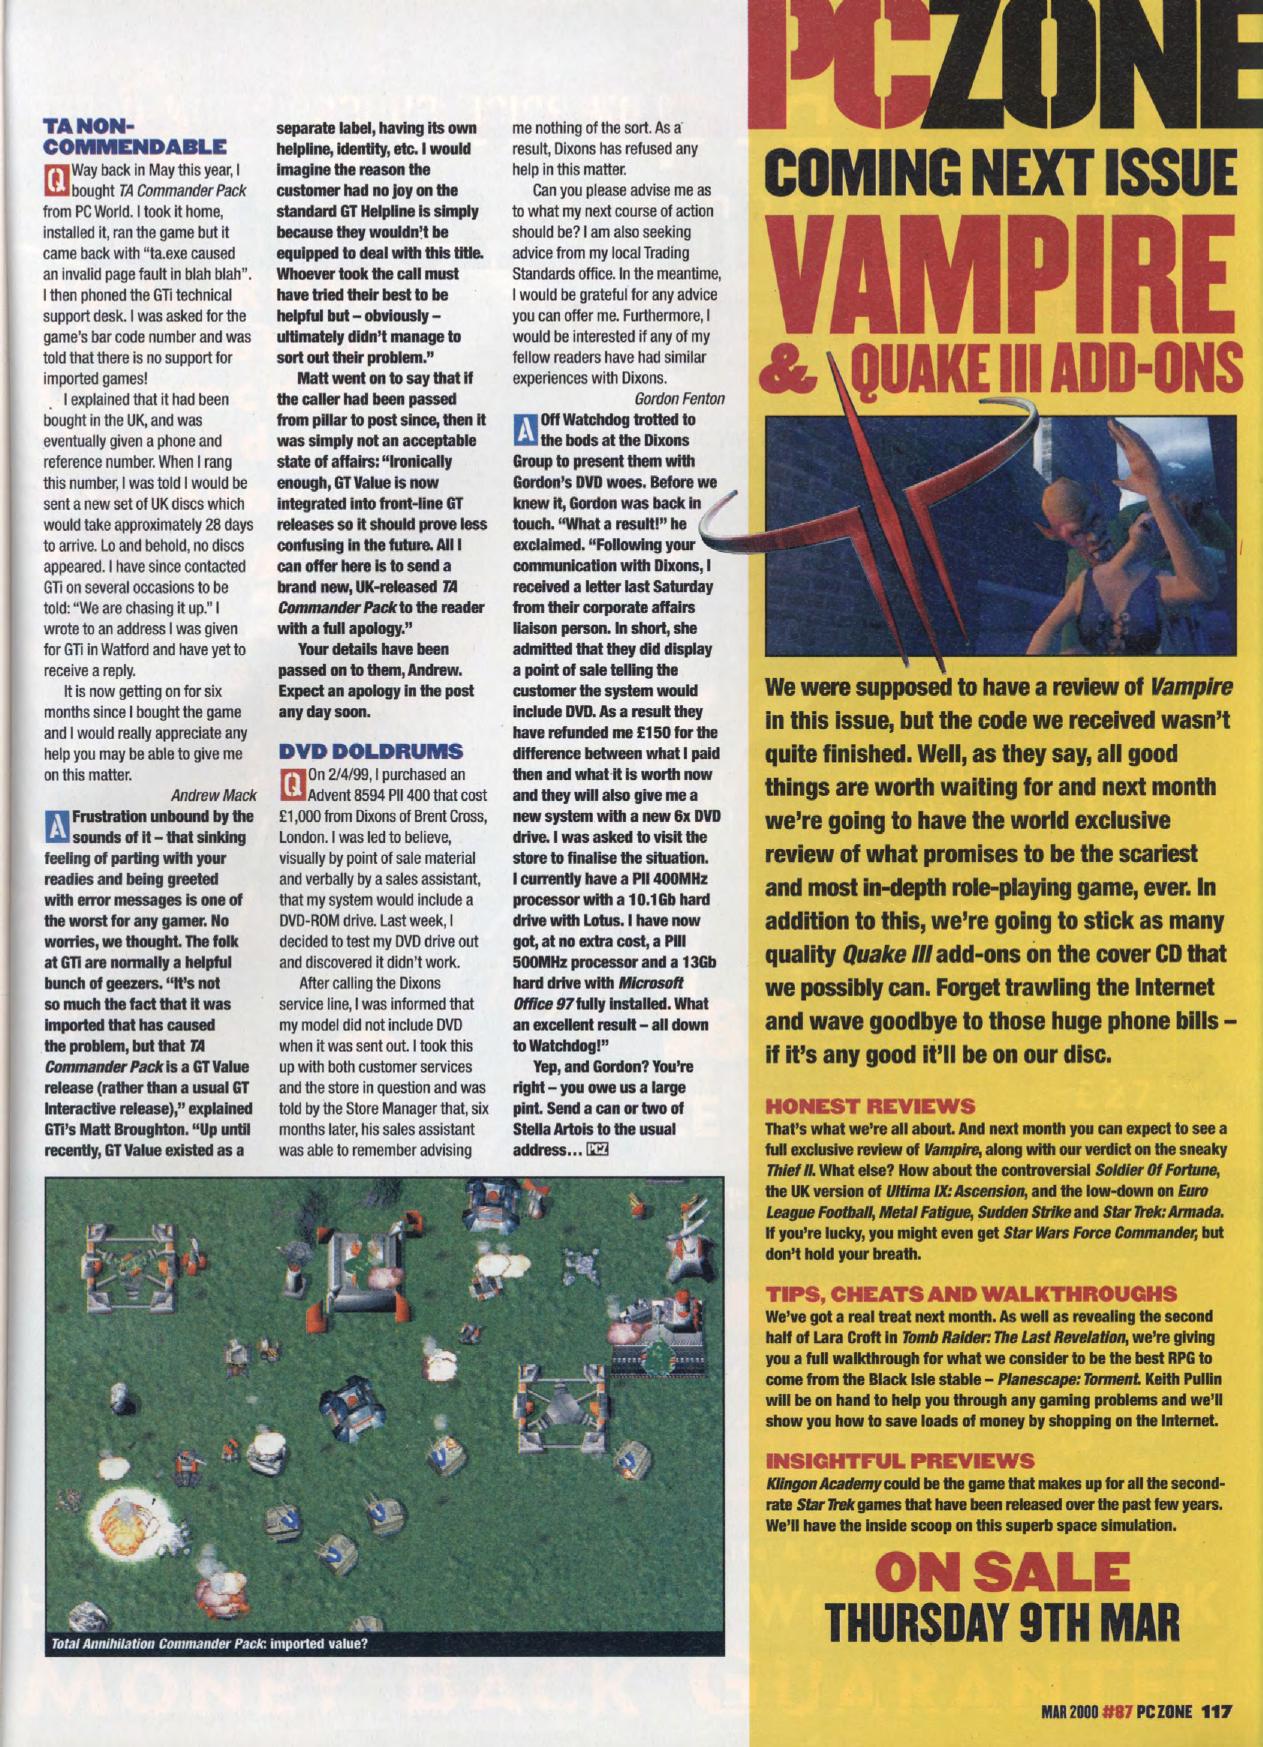 TA NON-
COMMENDABLE
Q Way back in May this year, I
bought TA Commander Pack
from PC World. I took it home,
installed it, ran the game but it
came back with “ta.exe caused
an invalid page fault in blah blah”.
I then phoned the GTi technical
support desk. I was asked for the
game's bar code number and was
told that there is no support for
imported games!
I explained that it had been
bought in the UK, and was
eventually given a phone and
reference number. When I rang
this number, I was told I would be
sent a new set of UK discs which
would take approximately 28 days
to arrive. Lo and behold, no discs
appeared. I have since contacted
GTi on several occasions to be
told: “We are chasing it up.” I
wrote to an address I was given
for GTi in Watford and have yet to
receive a reply.
It is now getting on for six
months since I bought the game
and I would really appreciate any
help you may be able to give me
on this matter.
Andrew Mack
A Frustration unbound by the
sounds of it – that sinking
feeling of parting with your
readies and being greeted
with error messages is one of
the worst for any gamer. No
worries, we thought. The folk
at GTi are normally a helpful
bunch of geezers. “It's not
so much the fact that it was
imported that has caused
the problem, but that TA
Commander Pack is a GT Value
release (rather than a usual GT
Interactive release),” explained
GTi's Matt Broughton. “Up until
recently, GT Value existed as a
separate label, having its own
helpline, identity, etc. I would
imagine the reason the
customer had no joy on the
standard GT Helpline is simply
because they wouldn't be
equipped to deal with this title.
Whoever took the call must
have tried their best to be
helpful but – obviously –
ultimately didn't manage to
sort out their problem.”
Matt went on to say that if
the caller had been passed
from pillar to post since, then it
was simply not an acceptable
state of affairs: “Ironically
enough, GT Value is now
integrated into front-line GT
releases so it should prove less
confusing in the future. All I
can offer here is to send a
brand new, UK-released TA
Commander Pack to the reader
with a full apology.”
Your details have been
passed on to them, Andrew.
Expect an apology in the post
any day soon.
DVD DOLDRUMS
Q On 2/4/99, I purchased an
Advent 8594 PII 400 that cost
£1,000 from Dixons of Brent Cross,
London. I was led to believe,
visually by point of sale material
and verbally by a sales assistant,
that my system would include a
DVD-ROM drive. Last week, I
decided to test my DVD drive out
and discovered it didn't work.
After calling the Dixons
service line, I was informed that
my model did not include DVD
when it was sent out. I took this
up with both customer services
and the store in question and was
told by the Store Manager that, six
months later, his sales assistant
was able to remember advising
me nothing of the sort. As a
result, Dixons has refused any
help in this matter.
Can you please advise me as
to what my next course of action
should be? I am also seeking
advice from my local Trading
Standards office. In the meantime,
I would be grateful for any advice
you can offer me. Furthermore, I
would be interested if any of my
fellow readers have had similar
experiences with Dixons.
Gordon Fenton
A Off Watchdog trotted to
the bods at the Dixons
Group to present them with
Gordon's DVD woes. Before we
knew it, Gordon was back in
touch. “What a result!” he
exclaimed. “Following your
communication with Dixons, I
received a letter last Saturday
from their corporate affairs
liaison person. In short, she
admitted that they did display
a point of sale telling the
customer the system would
include DVD. As a result they
have refunded me £150 for the
difference between what I paid
then and what it is worth now
and they will also give me a
new system with a new 6x DVD
drive. I was asked to visit the
store to finalise the situation.
I currently have a PII 400MHz
processor with a 10.1Gb hard
drive with Lotus. I have now
got, at no extra cost, a PIII
500MHz processor and a 13Gb
hard drive with Microsoft
Office 97 fully installed. What
an excellent result – all down
to Watchdog!”
Yep, and Gordon? You're
right – you owe us a large
pint. Send a can or two of
Stella Artois to the usual
address... PCZ
Total Annihilation Commander Pack: imported value?
PCZONE
COMING NEXT ISSUE
VAMPIRE
& QUAKE III ADD-ONS
We were supposed to have a review of Vampire
in this issue, but the code we received wasn't
quite finished. Well, as they say, all good
things are worth waiting for and next month
we're going to have the world exclusive
review of what promises to be the scariest
and most in-depth role-playing game, ever. In
addition to this, we're going to stick as many
quality Quake III add-ons on the cover CD that
we possibly can. Forget trawling the Internet
and wave goodbye to those huge phone bills –
if it's any good it'll be on our disc.
HONEST REVIEWS
That's what we're all about. And next month you can expect to see a
full exclusive review of Vampire, along with our verdict on the sneaky
Thief II. What else? How about the controversial Soldier Of Fortune,
the UK version of Ultima IX: Ascension, and the low-down on Euro
League Football, Metal Fatigue, Sudden Strike and Star Trek: Armada.
If you're lucky, you might even get Star Wars Force Commander, but
don't hold your breath.
TIPS, CHEATS AND WALKTHROUGHS
We've got a real treat next month. As well as revealing the second
half of Lara Croft in Tomb Raider: The Last Revelation, we're giving
you a full walkthrough for what we consider to be the best RPG to
come from the Black Isle stable – Planescape: Torment. Keith Pullin
will be on hand to help you through any gaming problems and we'll
show you how to save loads of money by shopping on the Internet.
INSIGHTFUL PREVIEWS
Klingon Academy could be the game that makes up for all the second-
rate Star Trek games that have been released over the past few years.
We'll have the inside scoop on this superb space simulation.
ON SALE
THURSDAY 9TH MAR
MAR 2000 #87 PC ZONE 117